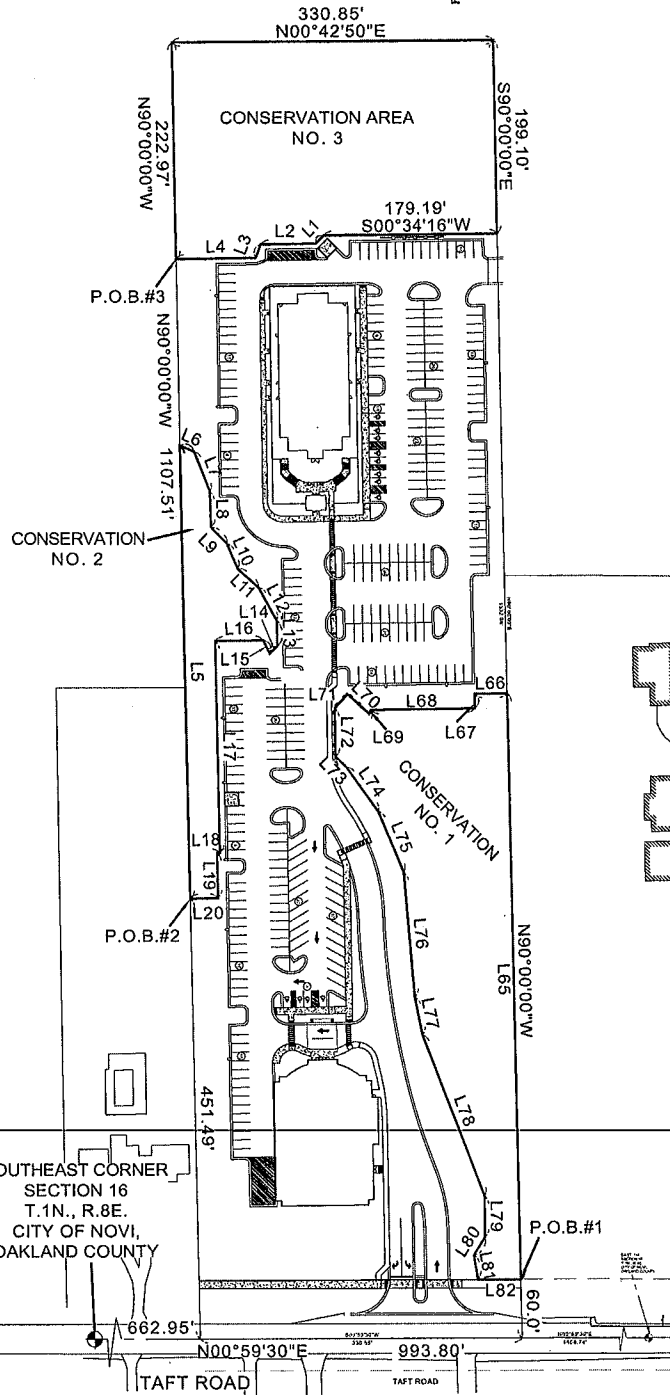 330.85'
N00°42'50"E
222.97'
N90°00'00"W
CONSERVATION AREA
NO. 3
199.10'
S90°00'00"E
179.19'
S00°34'16"W
L1
L2
L3
L4
P.O.B.#3
N90°00'00"W
1107.51'
L6
L7
L8
L9
L10
L11
L12
L13
L14
L15
L16
CONSERVATION
NO. 2
L5
L17
L18
L19
L20
P.O.B.#2
L66
L67
L68
L69
L70
L71
L72
L73
L74
L75
L76
L77
L78
L79
L80
L81
L82
CONSERVATION
NO. 1
N90°00'00"W
L65
P.O.B.#1
60.0'
451.49'
OUTHEAST CORNER
SECTION 16
T.1N., R.8E.
CITY OF NOVI,
OAKLAND COUNTY
662.95'
N00°59'30"E
993.80'
TAFT ROAD
TAFT ROAD